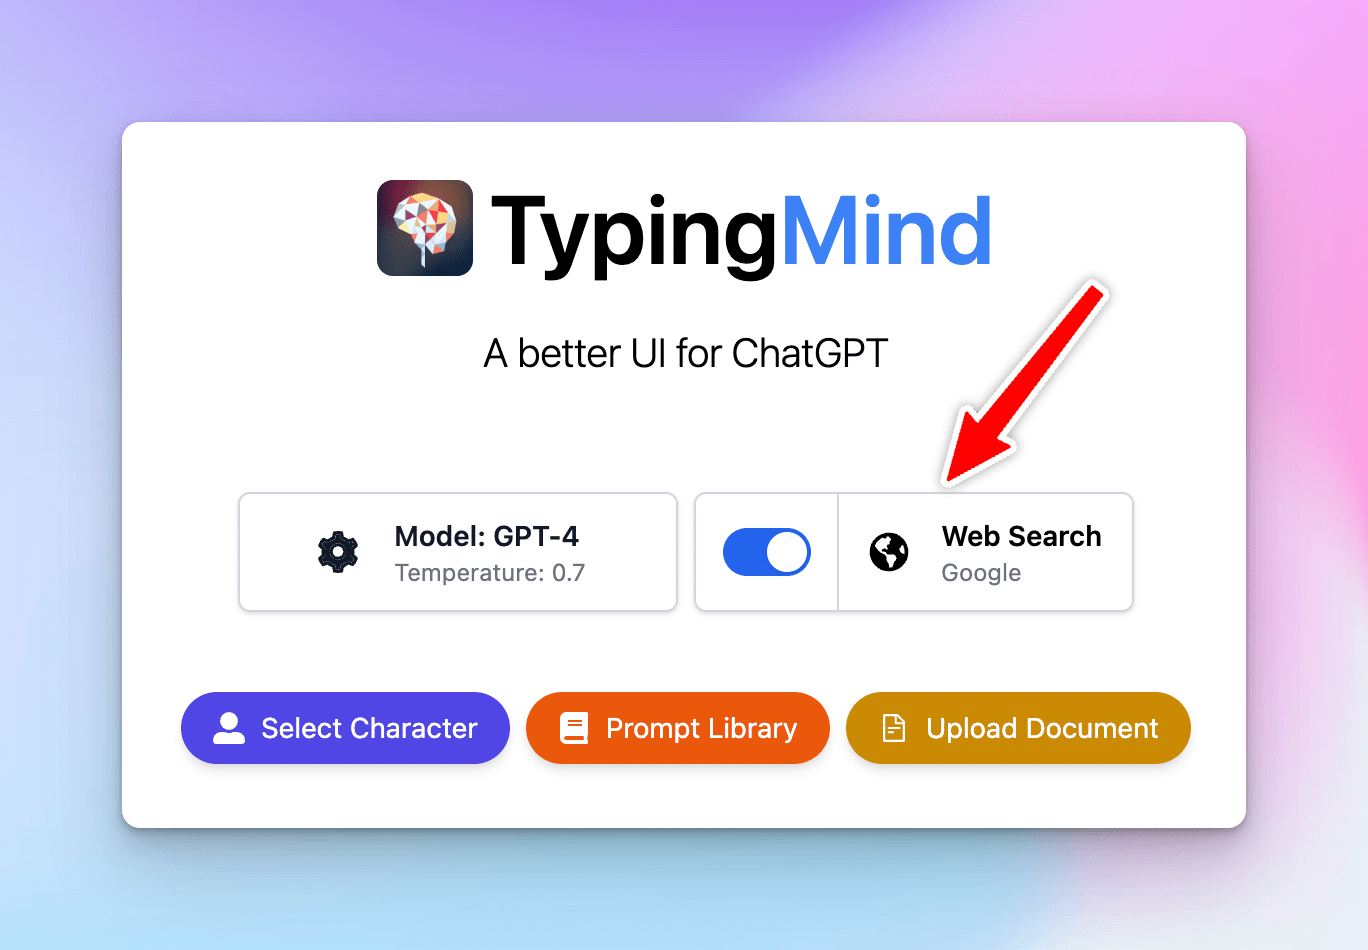 TypingMind
A better UI for ChatGPT
Model: GPT-4
Temperature: 0.7
Web Search
Google
Select Character
Prompt Library
Upload Document